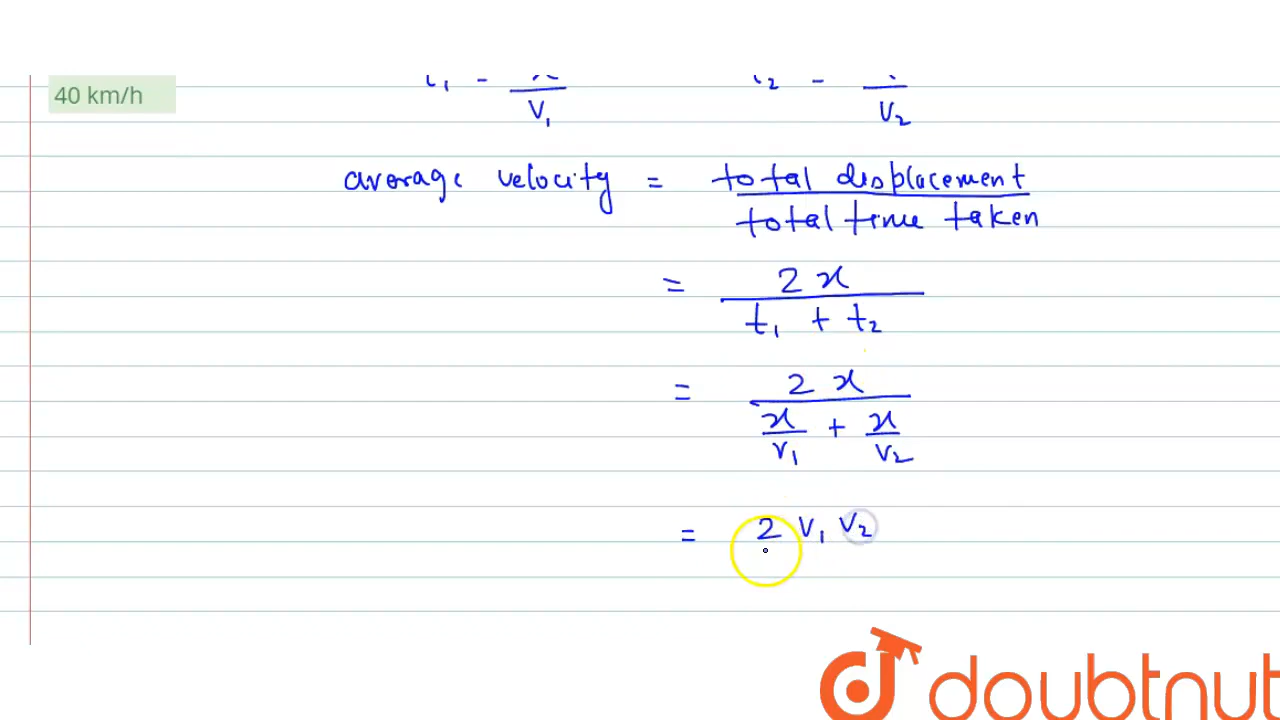 40 km/h
V₁ V₂
average velocity = total displacement / total time taken
= 2x / t₁ + t₂
= 2x / x/v₁ + x/v₂
= 2 V₁ V₂
doubtnut